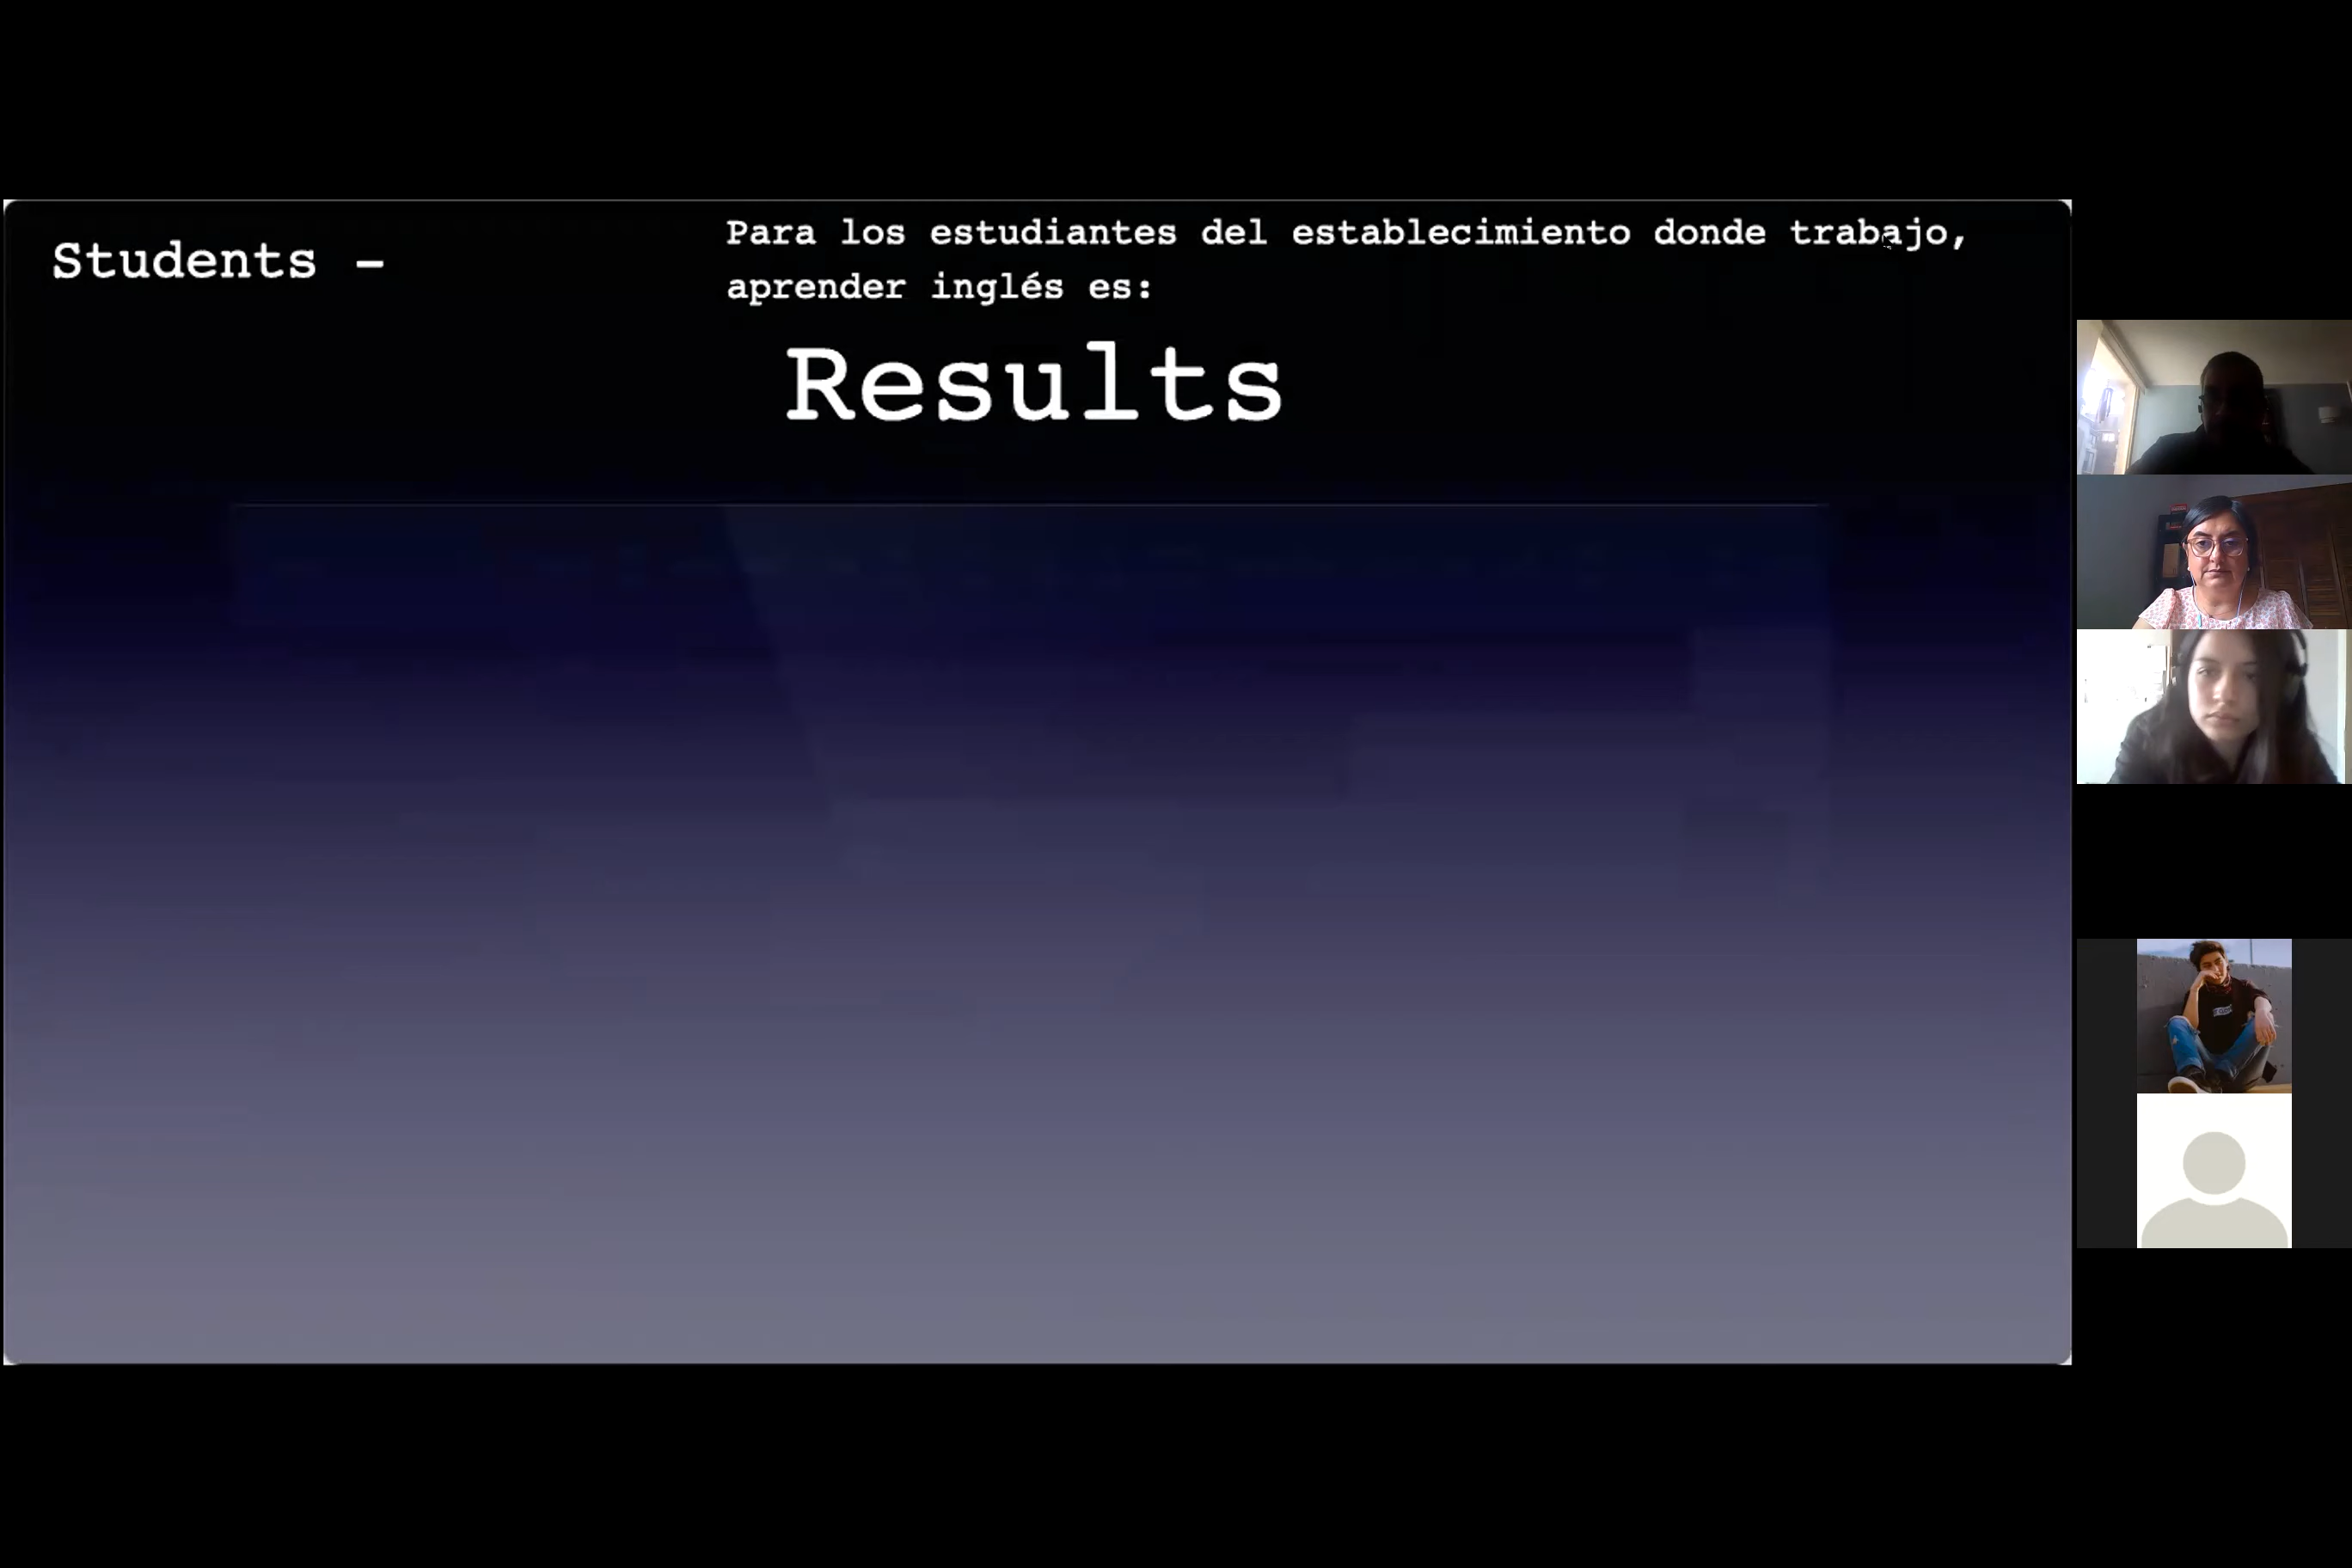 Students -
Para los estudiantes del establecimiento donde trabajo,
aprender inglés es:
Results